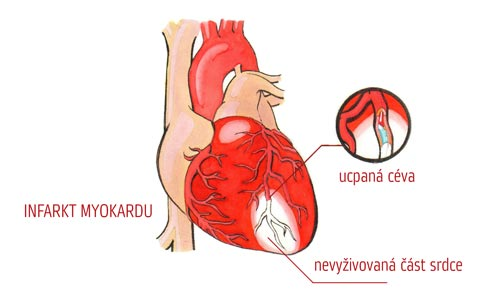 ucpaná céva
INFARKT MYOKARDU
nevyživovaná část srdce